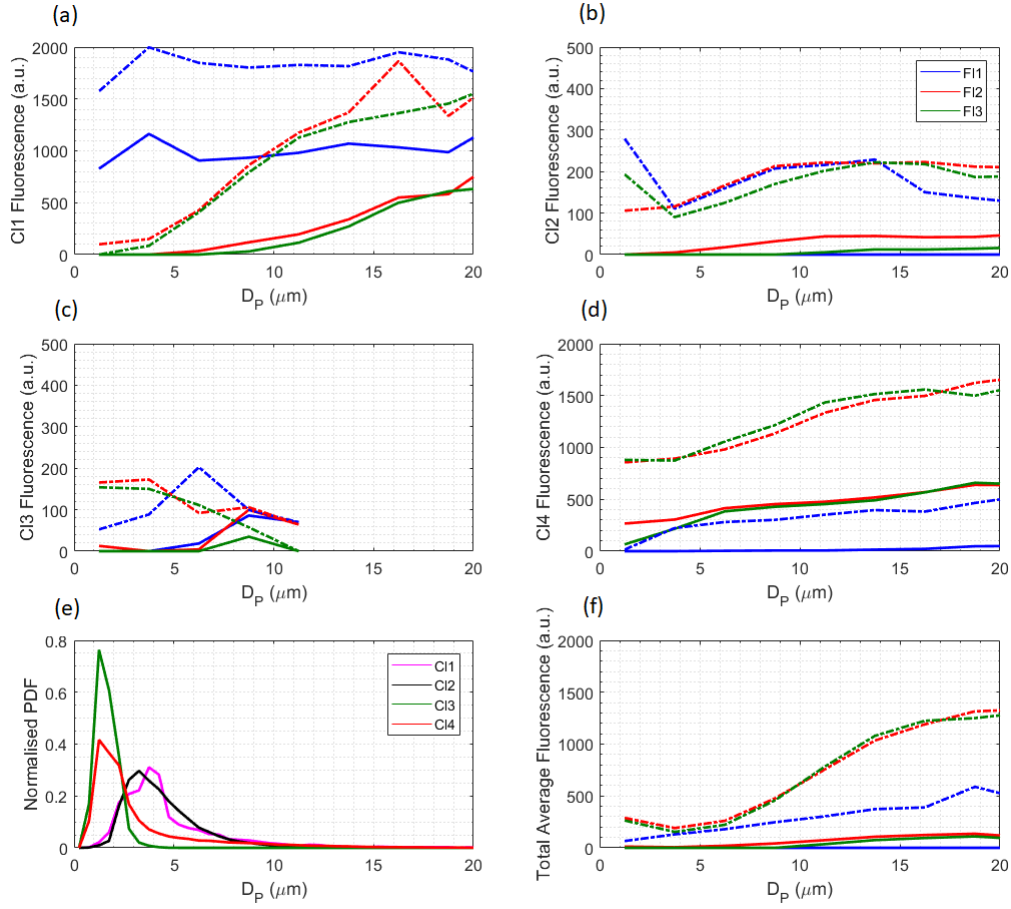 (a)
Cl1 Fluorescence (a.u.)
2000
1500
1000
500
0
0 5 10 15 20
D_P (μm)
(b)
Cl2 Fluorescence (a.u.)
500
400
300
200
100
0
Fl1
Fl2
Fl3
0 5 10 15 20
D_P (μm)
(c)
Cl3 Fluorescence (a.u.)
500
400
300
200
100
0
0 5 10 15 20
D_P (μm)
(d)
Cl4 Fluorescence (a.u.)
2000
1500
1000
500
0
0 5 10 15 20
D_P (μm)
(e)
Normalised PDF
0.8
0.6
0.4
0.2
0
Cl1
Cl2
Cl3
Cl4
0 5 10 15 20
D_P (μm)
(f)
Total Average Fluorescence (a.u.)
2000
1500
1000
500
0
0 5 10 15 20
D_P (μm)